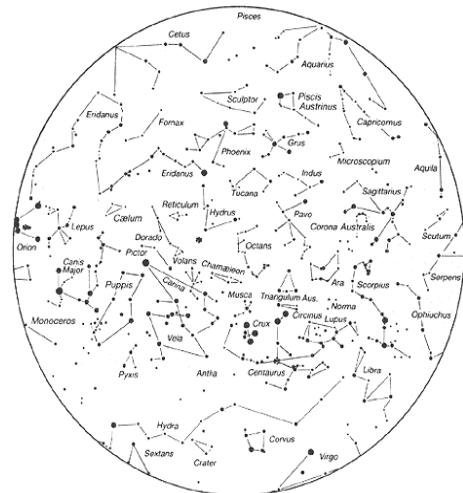 Pisces
Cetus
Aquarius
Sculptor
Piscis
Austrinus
Eridanus
Fornax
Capricornus
Phoenix
Grus
Microscopium
Aquila
Eridanus
Indus
Tucana
Sagittarius
Reticulum
Cælum
Hydrus
Pavo
Lepus
Corona Australis
Scutum
Dorado
Octans
Orion
Pictor
Volans
Canis
Major
Chamæleon
Serpens
Puppis
Carina
Ara
Scorpius
Musca
Triangulum Aus.
Norma
Monoceros
Circinus
Ophiuchus
Crux
Lupus
Vela
Pyxis
Antlia
Centaurus
Libra
Hydra
Corvus
Sextans
Crater
Virgo